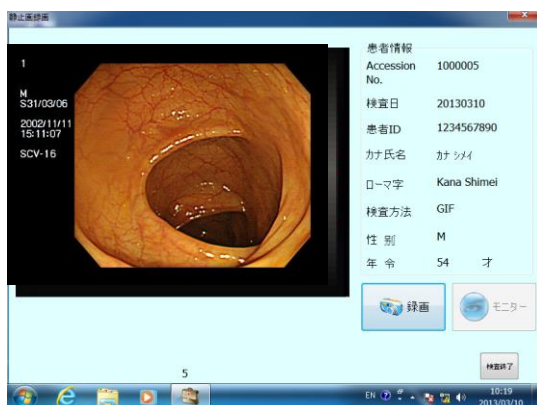 静止画録画
1
M
S31/03/06
2002/11/11
15:11:07
SCV-16
患者情報
Accession No. 1000005
検査日 20130310
患者ID 1234567890
カナ氏名 カナ シメイ
ローマ字 Kana Shimei
検査方法 GIF
性 別 M
年 令 54 才
録画
モニター
5
検査終了
EN
10:19
2013/03/10